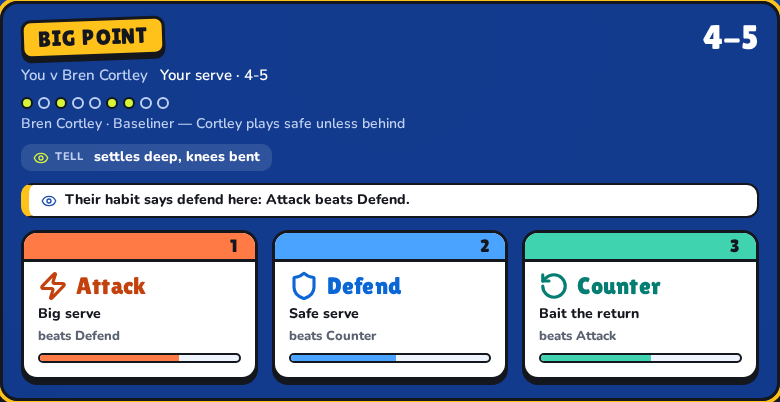 BIG POINT
4–5
You v Bren Cortley Your serve · 4-5
Bren Cortley · Baseliner — Cortley plays safe unless behind
TELL settles deep, knees bent
Their habit says defend here: Attack beats Defend.
1
Attack
Big serve
beats Defend
2
Defend
Safe serve
beats Counter
3
Counter
Bait the return
beats Attack